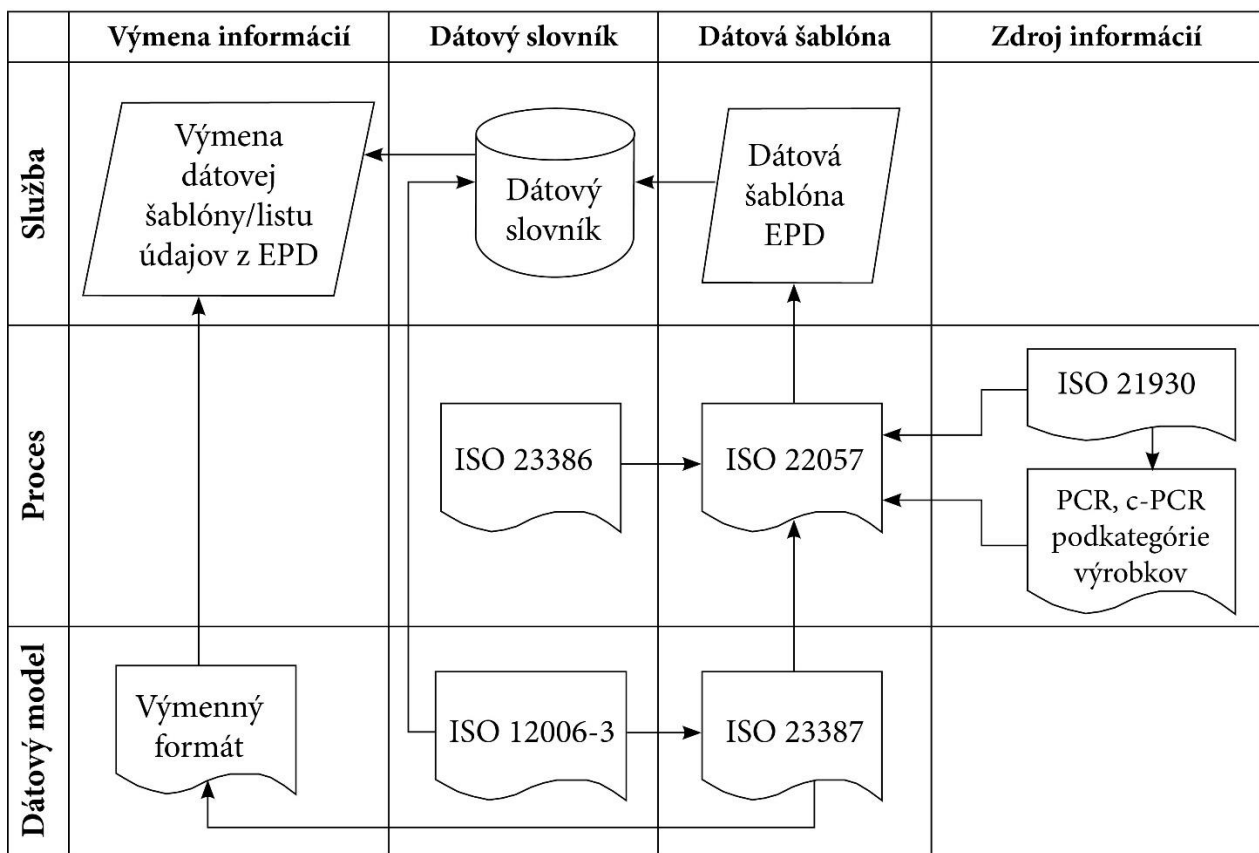 Výmena informácií
Dátový slovník
Dátová šablóna
Zdroj informácií
Služba
Výmena
dátovej
šablóny/listu
údajov z EPD
Dátový
slovník
Dátová
šablóna
EPD
Proces
ISO 23386
ISO 22057
ISO 21930
PCR, c-PCR
podkategórie
výrobkov
Dátový model
Výmenný
formát
ISO 12006-3
ISO 23387